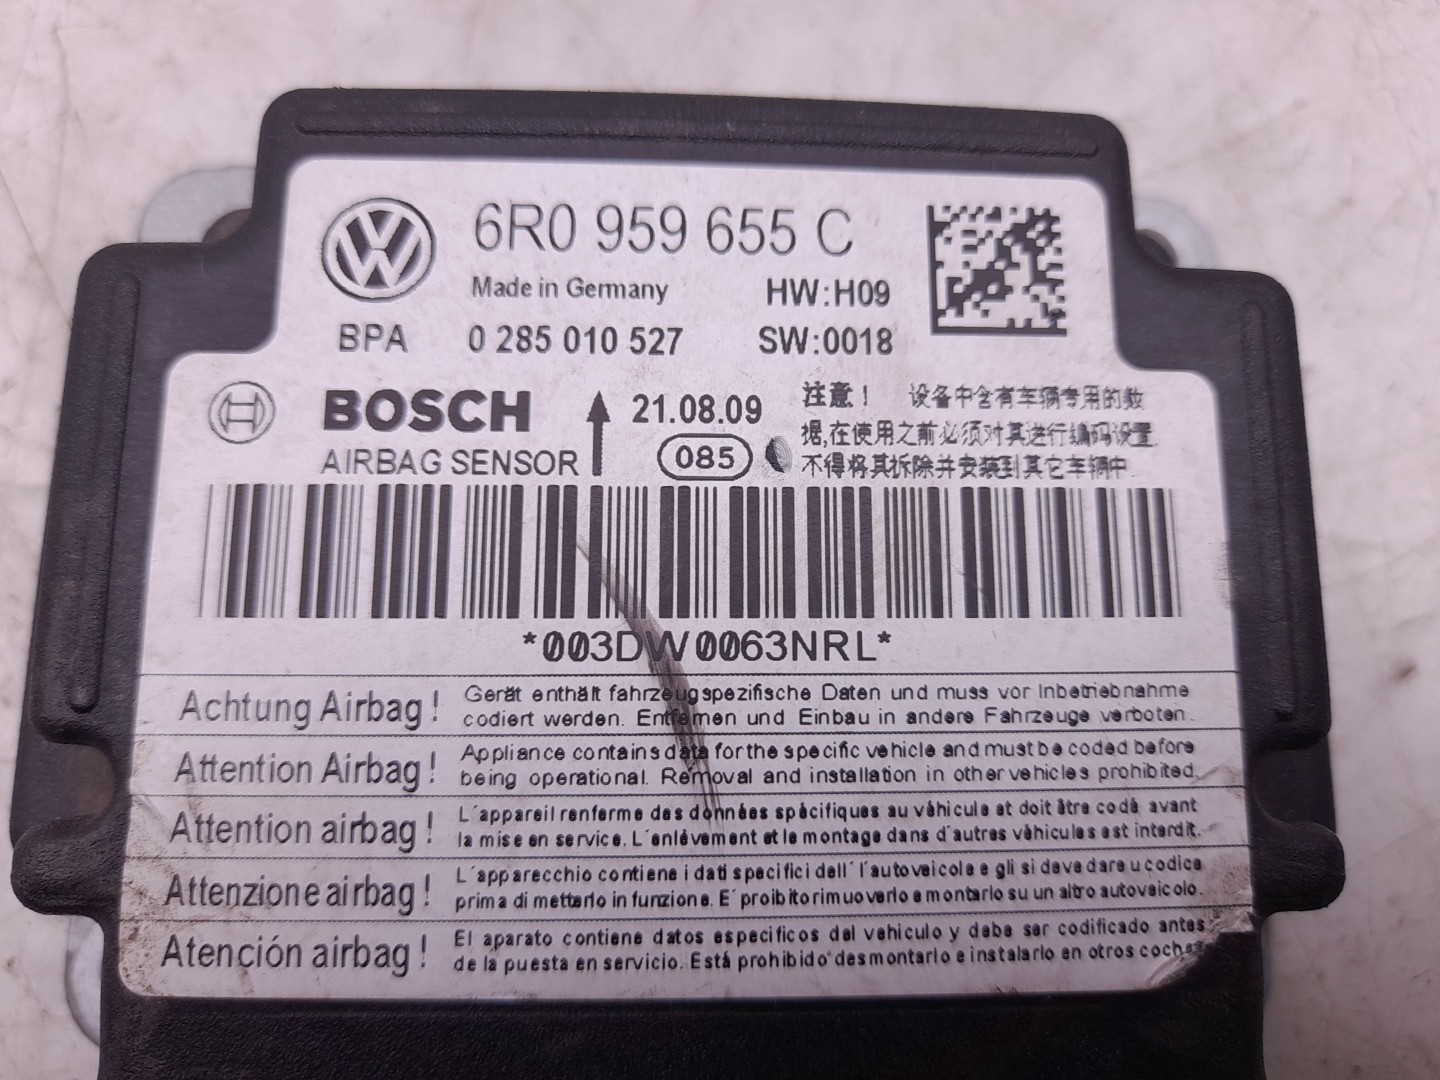 6R0 959 655 C
Made in Germany HW:H09
BPA 0 285 010 527 SW:0018
BOSCH 21.08.09
AIRBAG SENSOR 085
注意！ 设备中含有车辆专用的数
据,在使用之前必须对其进行编码设置.
不得将其拆除并安装到其它车辆中.
*003DW0063NRL*
Achtung Airbag! Gerät enthält fahrzeugspezifische Daten und muss vor Inbetriebnahme
codiert werden. Entfernen und Einbau in andere Fahrzeuge verboten.
Attention Airbag! Appliance contains data for the specific vehicle and must be coded before
being operational. Removal and installation in other vehicles prohibited.
Attention airbag! L´appareil renferme des données spécifiques au véhicule et doit être codé avant
la mise en service. L´enlèvement et le montage dans d´autres véhicules est interdit.
Attenzione airbag! L´apparecchio contiene i dati specifici dell´ l´autoveicolo e gli si deve dare u codice
prima di metterlo in funzione. E´ proibito rimuoverlo e montarlo su un altro autoveicolo.
Atención airbag! El aparato contiene datos especificos del vehiculo y debe ser codificado antes
de la puesta en servicio. Está prohibido desmontarlo e instalarlo en otros coches